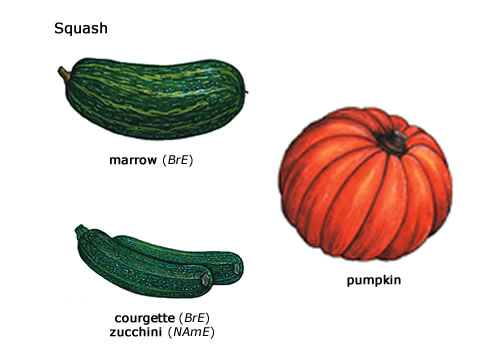 Squash
marrow (BrE)
pumpkin
courgette (BrE)
zucchini (NAmE)